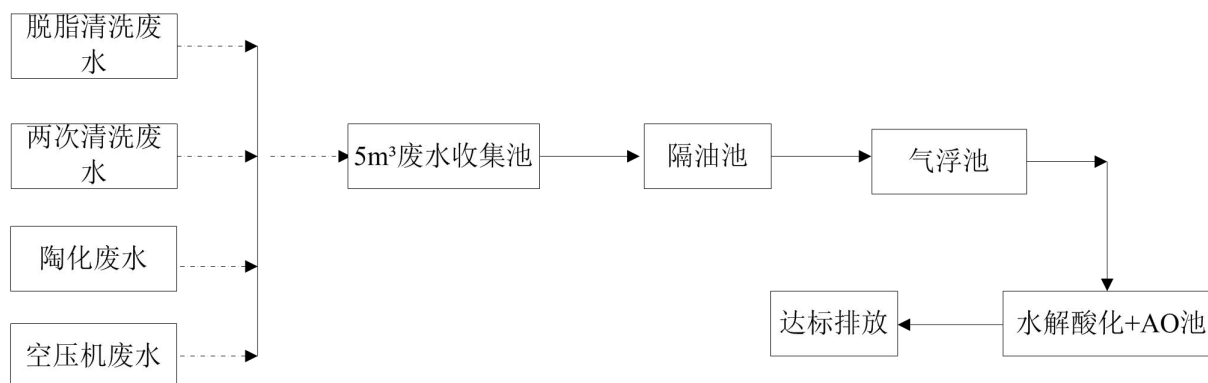 脱脂清洗废
水
两次清洗废
水
陶化废水
空压机废水
5m³废水收集池
隔油池
气浮池
水解酸化+AO池
达标排放